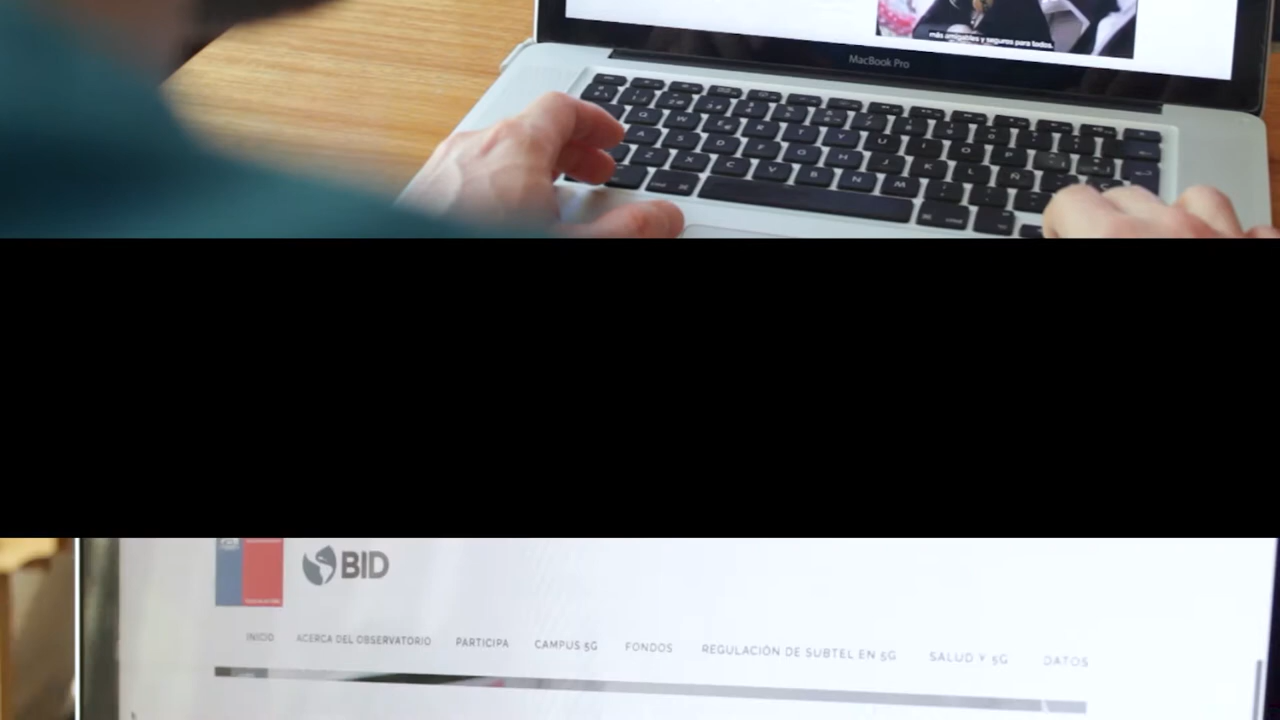 más amigables y seguros para todos.
MacBook Pro
Q W E R T Y U I O P
A S D F G H J K L Ñ
Z X C V B N M
BID
INICIO ACERCA DEL OBSERVATORIO PARTICIPA CAMPUS 5G FONDOS REGULACIÓN DE SUBTEL EN 5G SALUD Y 5G DATOS